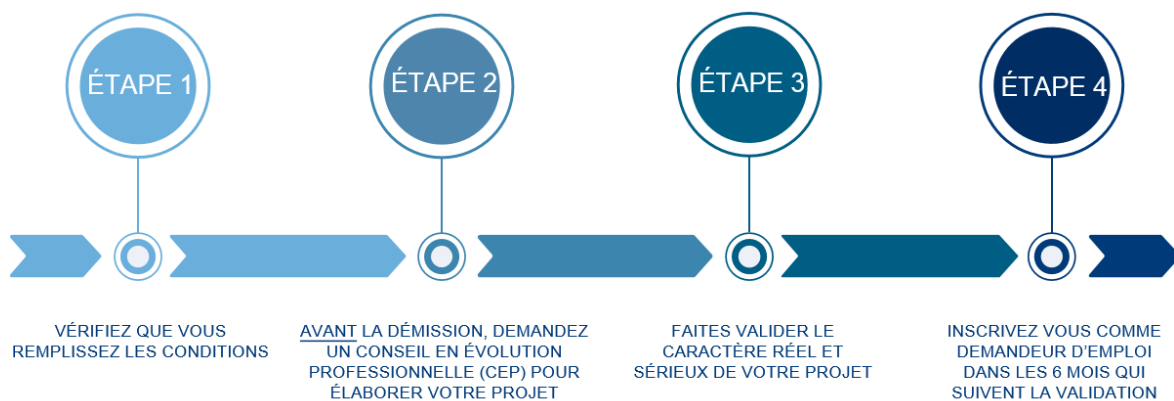 ÉTAPE 1
ÉTAPE 2
ÉTAPE 3
ÉTAPE 4
VÉRIFIEZ QUE VOUS
REMPLISSEZ LES CONDITIONS
AVANT LA DÉMISSION, DEMANDEZ
UN CONSEIL EN ÉVOLUTION
PROFESSIONNELLE (CEP) POUR
ÉLABORER VOTRE PROJET
FAITES VALIDER LE
CARACTÈRE RÉEL ET
SÉRIEUX DE VOTRE PROJET
INSCRIVEZ VOUS COMME
DEMANDEUR D'EMPLOI
DANS LES 6 MOIS QUI
SUIVENT LA VALIDATION